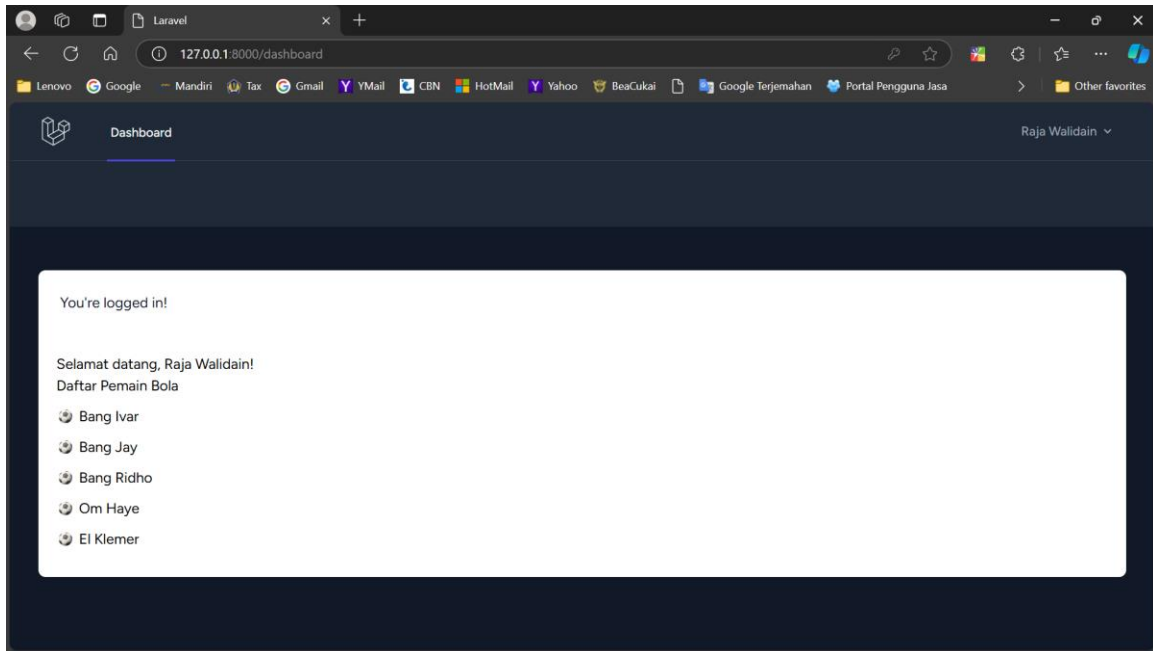 Laravel
127.0.0.1:8000/dashboard
Lenovo Google Mandiri Tax Gmail YMail CBN HotMail Yahoo BeaCukai Google Terjemahan Portal Pengguna Jasa Other favorites
Dashboard Raja Walidain
You're logged in!
Selamat datang, Raja Walidain!
Daftar Pemain Bola
Bang Ivar
Bang Jay
Bang Ridho
Om Haye
El Klemer